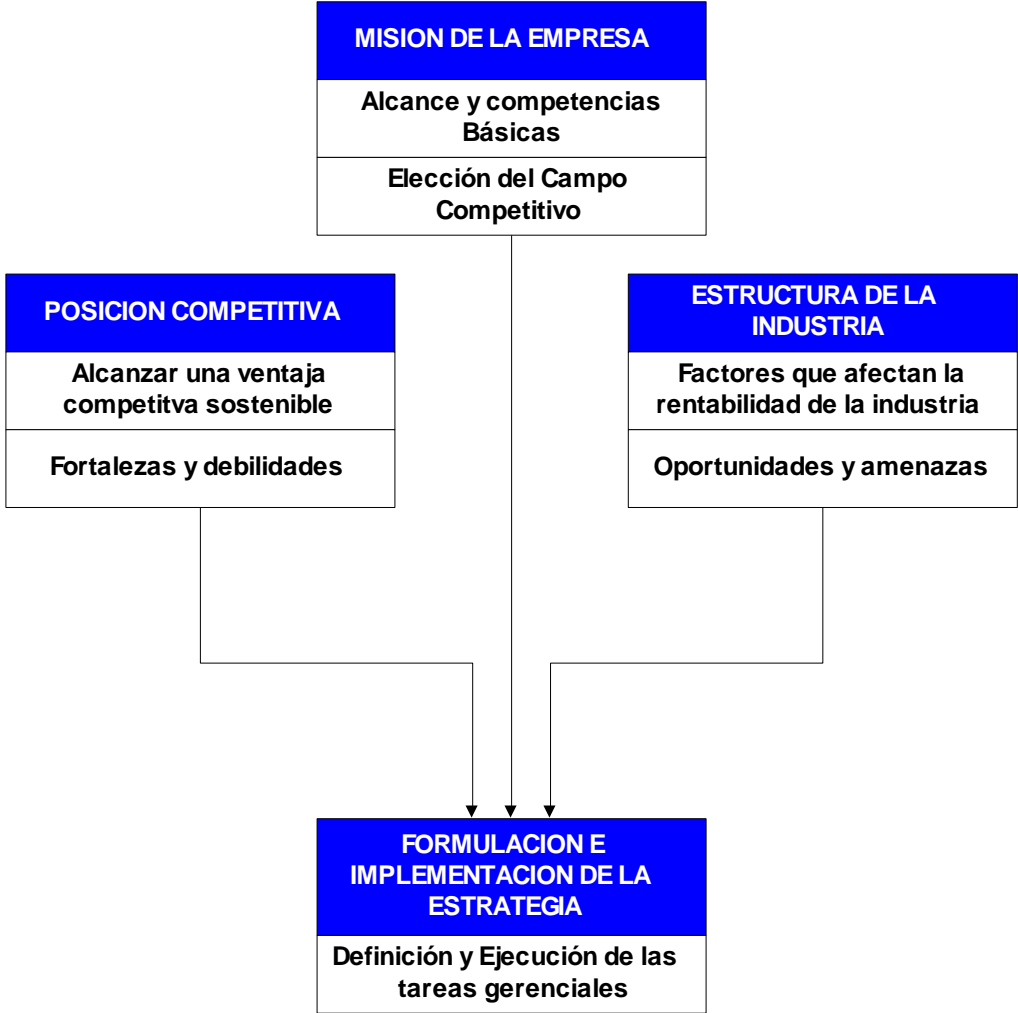 MISION DE LA EMPRESA
Alcance y competencias
Básicas
Elección del Campo
Competitivo
POSICION COMPETITIVA
Alcanzar una ventaja
competitva sostenible
Fortalezas y debilidades
ESTRUCTURA DE LA
INDUSTRIA
Factores que afectan la
rentabilidad de la industria
Oportunidades y amenazas
FORMULACION E
IMPLEMENTACION DE LA
ESTRATEGIA
Definición y Ejecución de las
tareas gerenciales